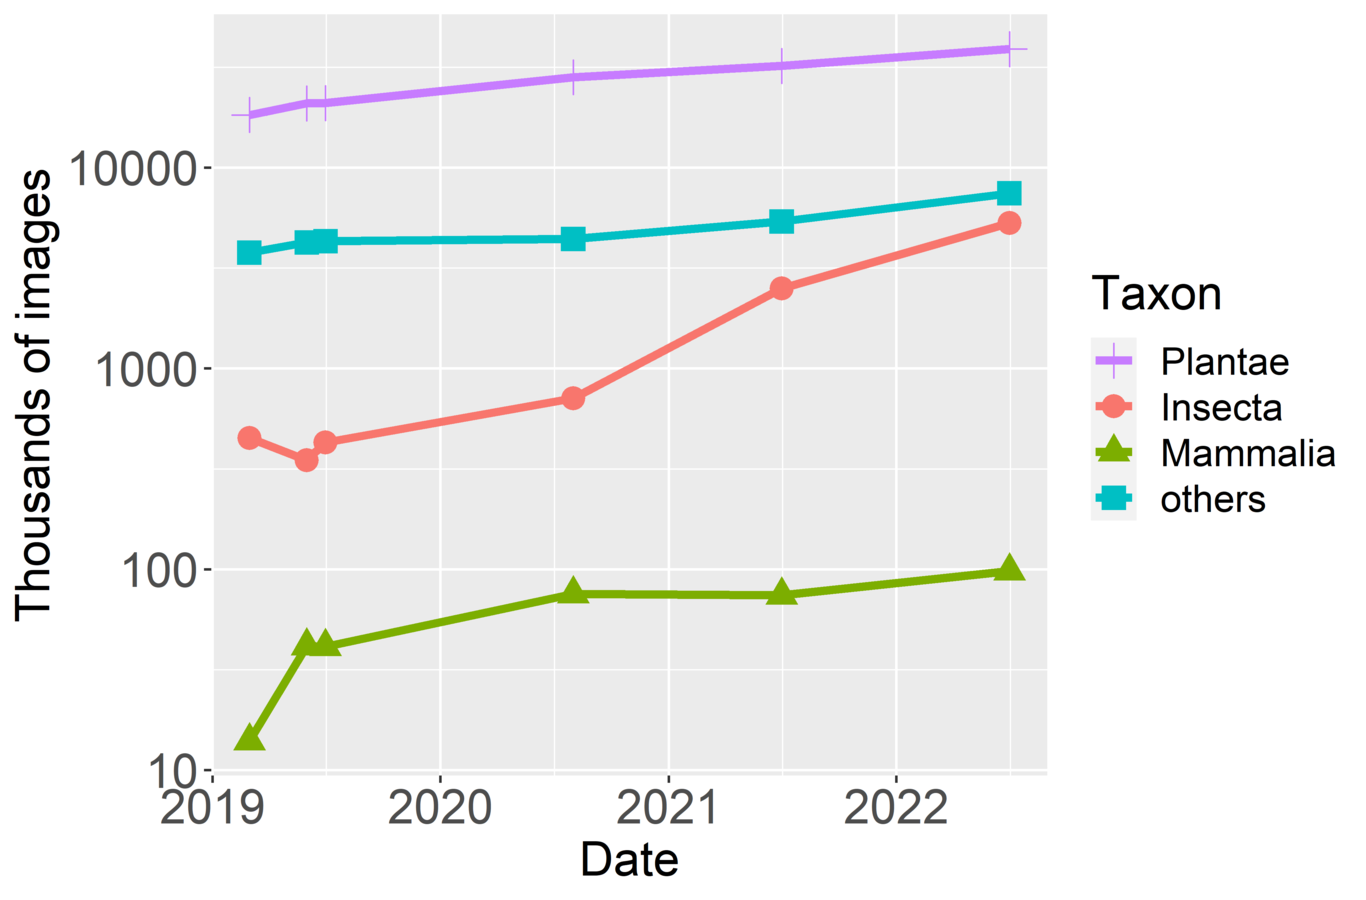 Thousands of images
10000
1000
100
10
2019 2020 2021 2022
Date
Taxon
Plantae
Insecta
Mammalia
others